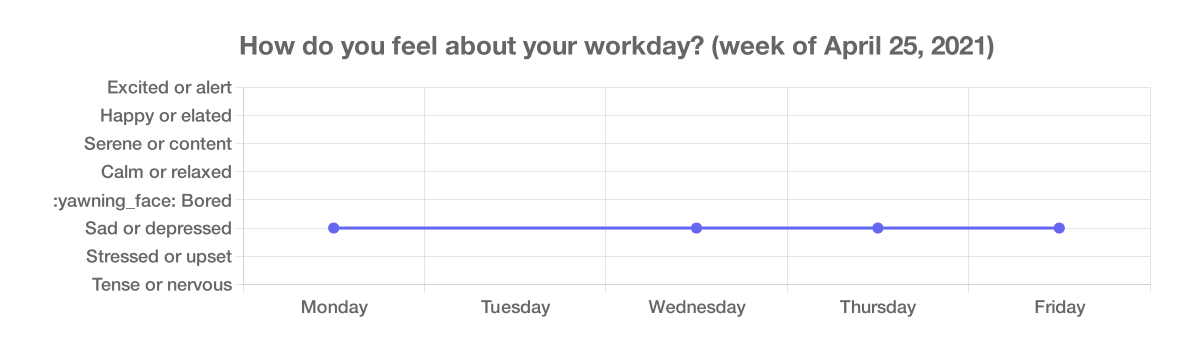 How do you feel about your workday? (week of April 25, 2021)
Excited or alert
Happy or elated
Serene or content
Calm or relaxed
:yawning_face: Bored
Sad or depressed
Stressed or upset
Tense or nervous
Monday Tuesday Wednesday Thursday Friday